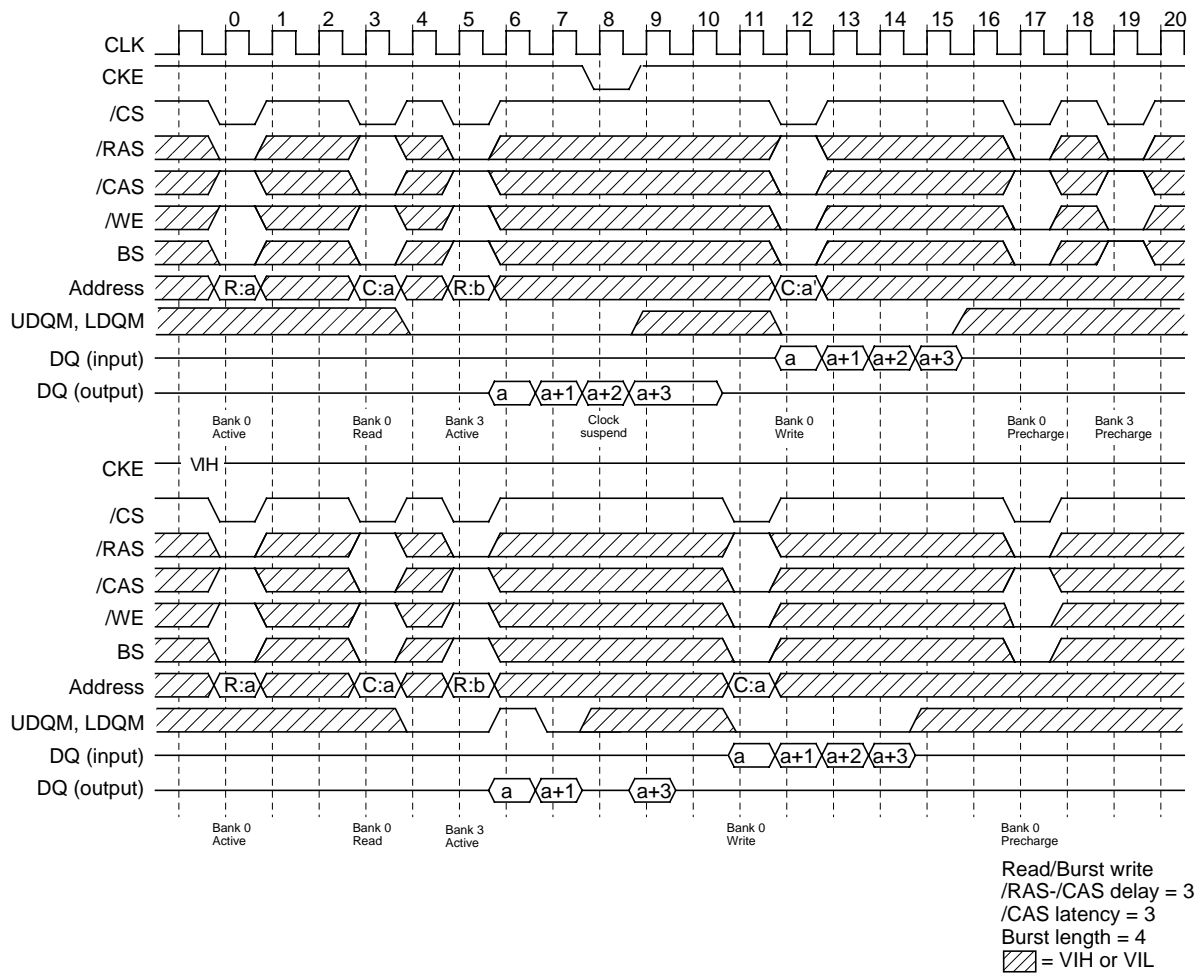 0 1 2 3 4 5 6 7 8 9 10 11 12 13 14 15 16 17 18 19 20
CLK
CKE
/CS
/RAS
/CAS
/WE
BS
Address R:a C:a R:b C:a'
UDQM, LDQM
DQ (input) a a+1 a+2 a+3
DQ (output) a a+1 a+2 a+3
Bank 0 Bank 0 Bank 3 Clock Bank 0 Bank 0 Bank 3
Active Read Active suspend Write Precharge Precharge
CKE VIH
/CS
/RAS
/CAS
/WE
BS
Address R:a C:a R:b C:a
UDQM, LDQM
DQ (input) a a+1 a+2 a+3
DQ (output) a a+1 a+3
Bank 0 Bank 0 Bank 3 Bank 0 Bank 0
Active Read Active Write Precharge
Read/Burst write
/RAS-/CAS delay = 3
/CAS latency = 3
Burst length = 4
= VIH or VIL